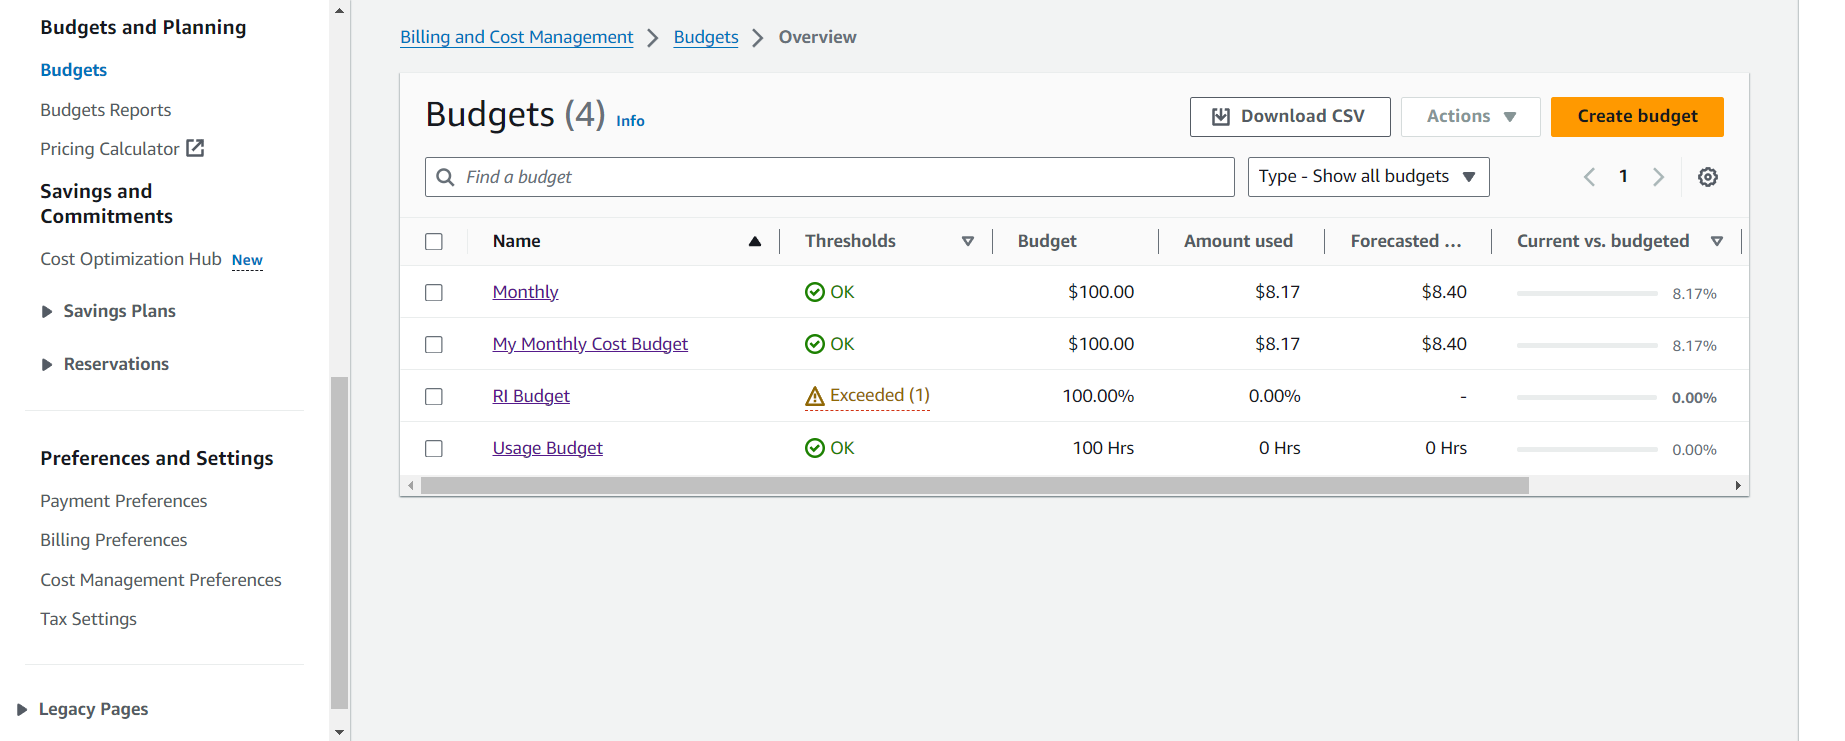 Budgets and Planning
Budgets
Budgets Reports
Pricing Calculator
Savings and
Commitments
Cost Optimization Hub New
Savings Plans
Reservations
Preferences and Settings
Payment Preferences
Billing Preferences
Cost Management Preferences
Tax Settings
Legacy Pages
Billing and Cost Management > Budgets > Overview
Budgets (4) Info
Download CSV
Actions
Create budget
Find a budget
Type - Show all budgets
1
Name Thresholds Budget Amount used Forecasted ... Current vs. budgeted
Monthly OK $100.00 $8.17 $8.40 8.17%
My Monthly Cost Budget OK $100.00 $8.17 $8.40 8.17%
RI Budget Exceeded (1) 100.00% 0.00% - 0.00%
Usage Budget OK 100 Hrs 0 Hrs 0 Hrs 0.00%